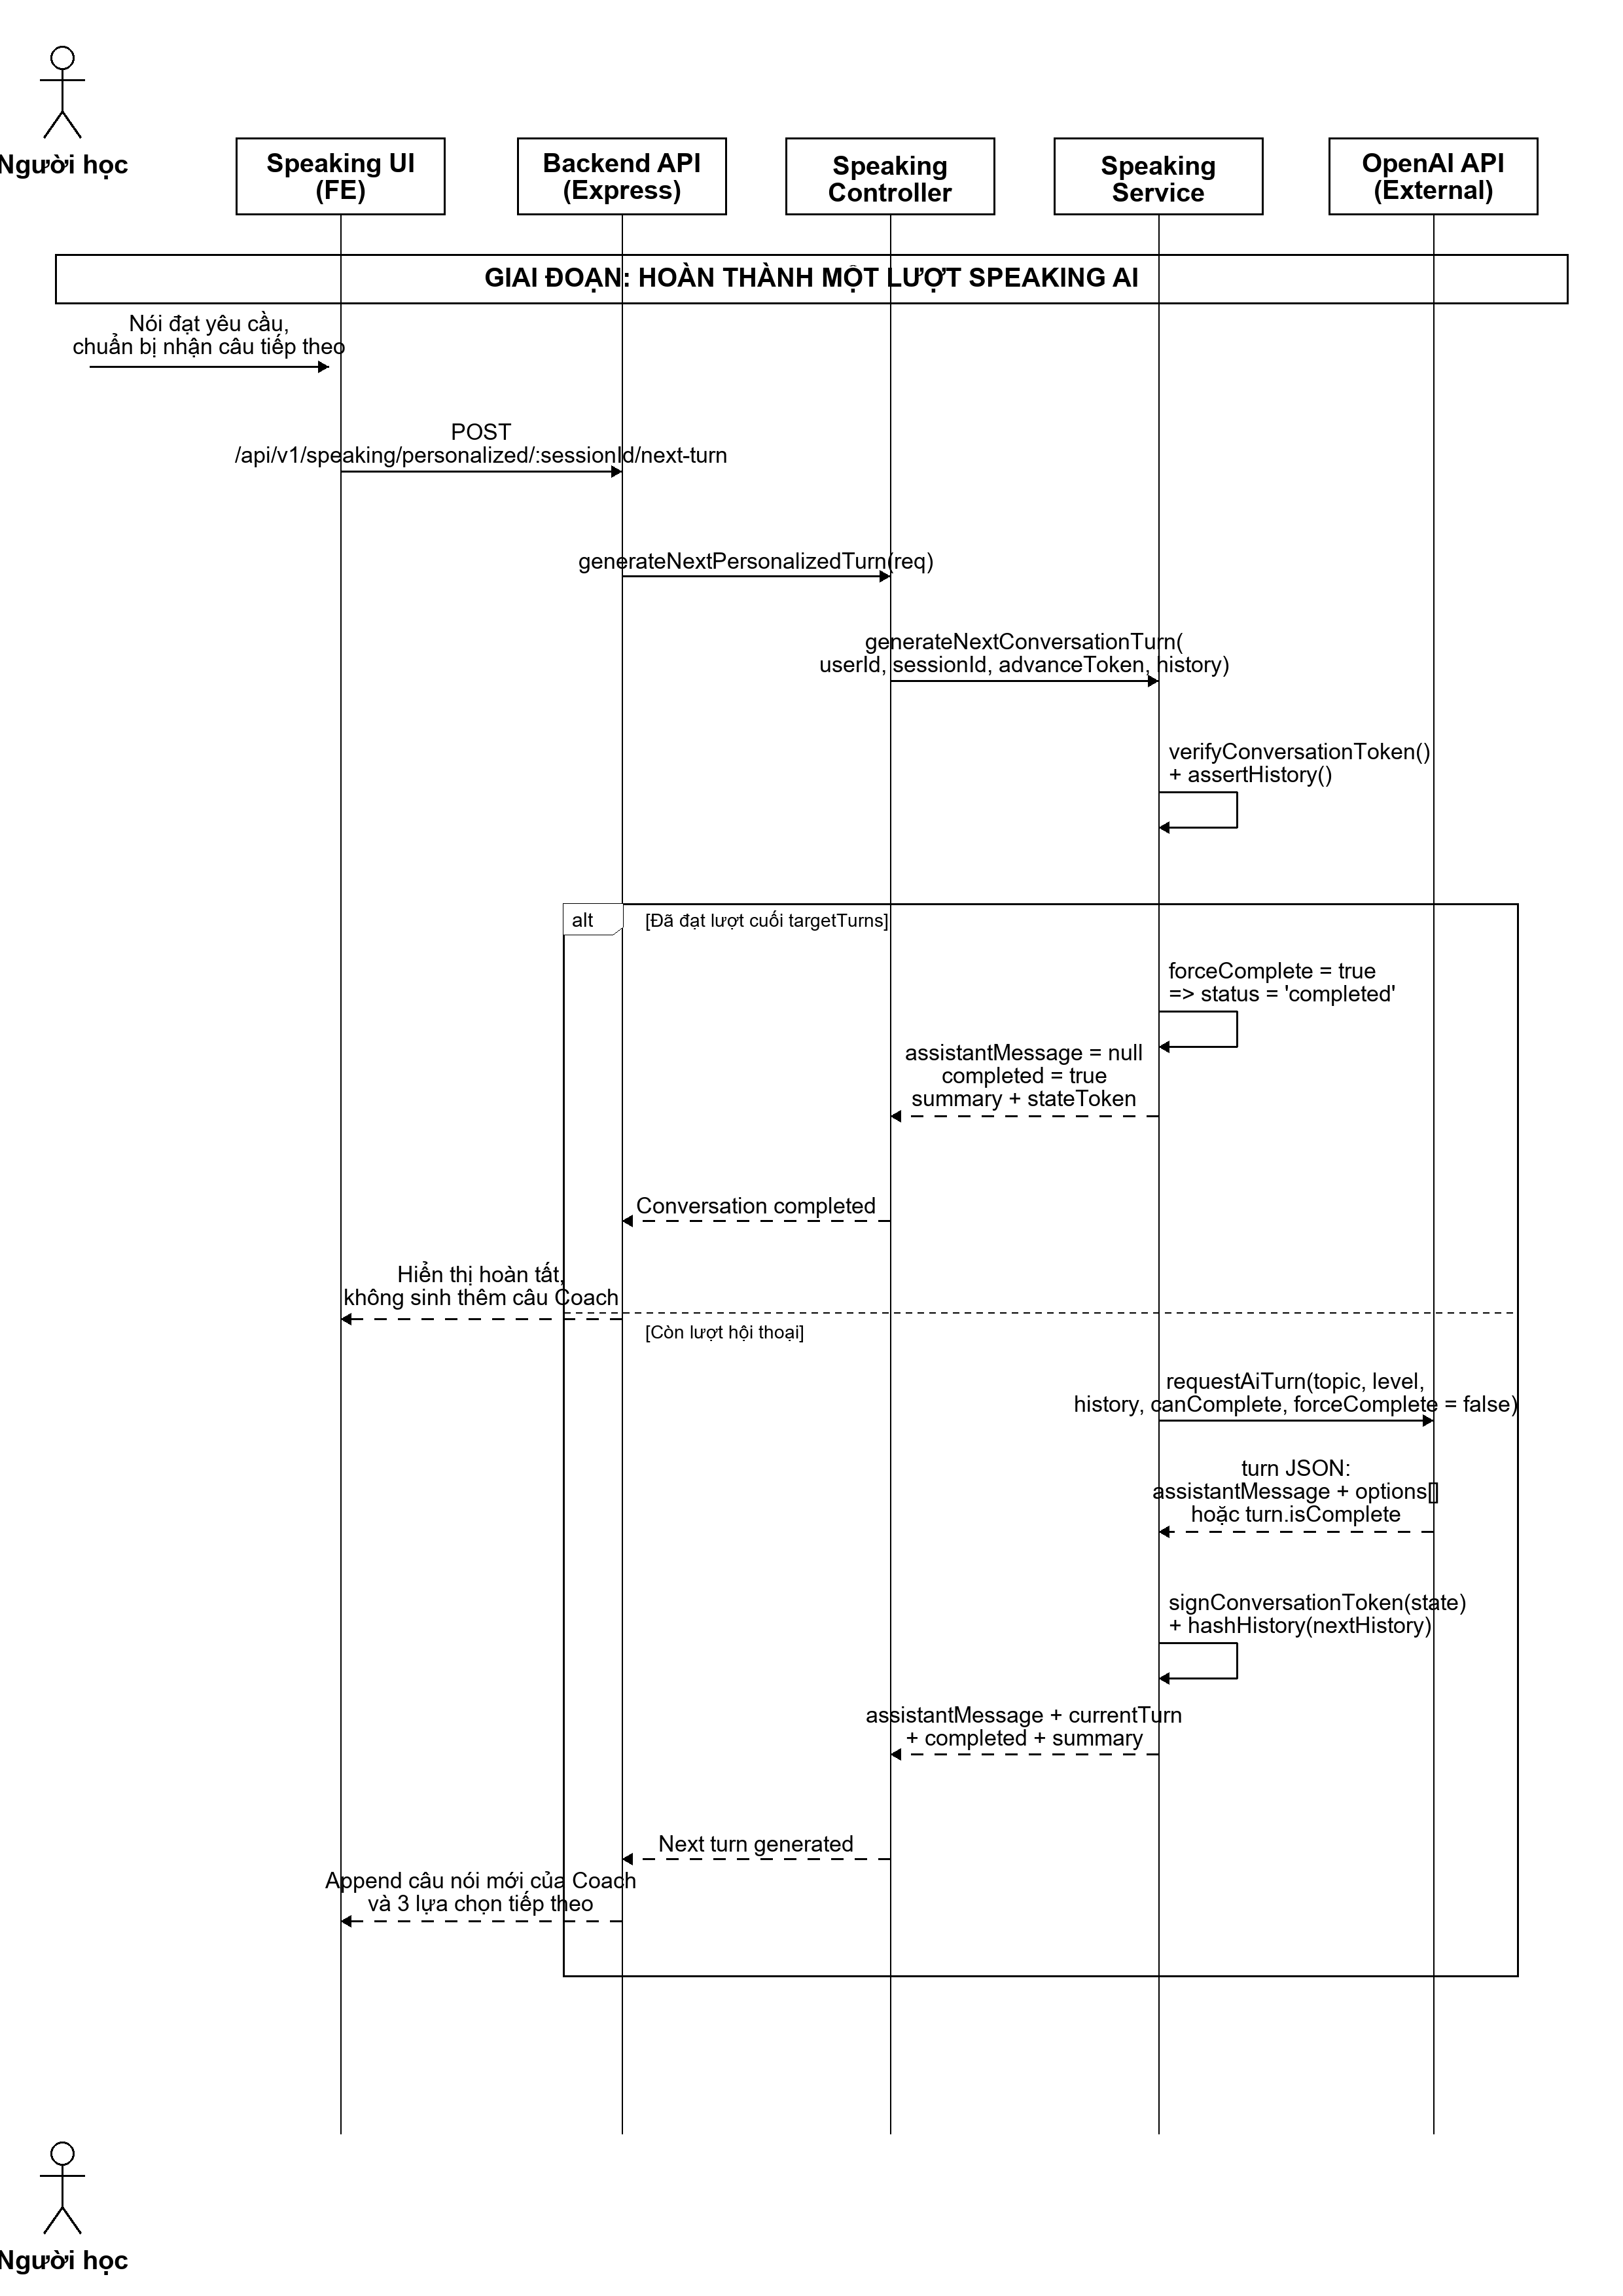 Người học
Speaking UI
(FE)
Backend API
(Express)
Speaking
Controller
Speaking
Service
OpenAI API
(External)
GIAI ĐOẠN: HOÀN THÀNH MỘT LƯỢT SPEAKING AI
Nói đạt yêu cầu,
chuẩn bị nhận câu tiếp theo
POST
/api/v1/speaking/personalized/:sessionId/next-turn
generateNextPersonalizedTurn(req)
generateNextConversationTurn(
userId, sessionId, advanceToken, history)
verifyConversationToken()
+ assertHistory()
alt
[Đã đạt lượt cuối targetTurns]
forceComplete = true
=> status = 'completed'
assistantMessage = null
completed = true
summary + stateToken
Conversation completed
Hiển thị hoàn tất,
không sinh thêm câu Coach
[Còn lượt hội thoại]
requestAiTurn(topic, level,
history, canComplete, forceComplete = false)
turn JSON:
assistantMessage + options[]
hoặc turn.isComplete
signConversationToken(state)
+ hashHistory(nextHistory)
assistantMessage + currentTurn
+ completed + summary
Next turn generated
Append câu nói mới của Coach
và 3 lựa chọn tiếp theo
Người học